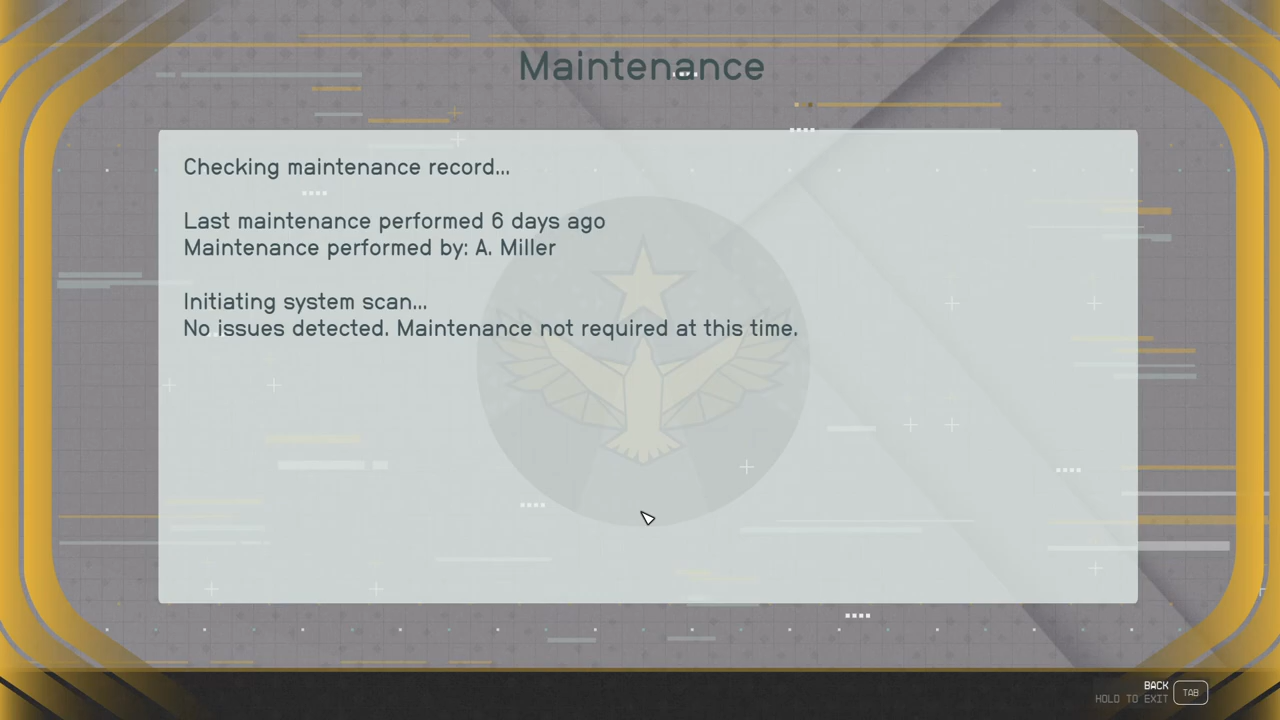 Maintenance
Checking maintenance record...
Last maintenance performed 6 days ago
Maintenance performed by: A. Miller
Initiating system scan...
No issues detected. Maintenance not required at this time.
BACK
HOLD TO EXIT
TAB